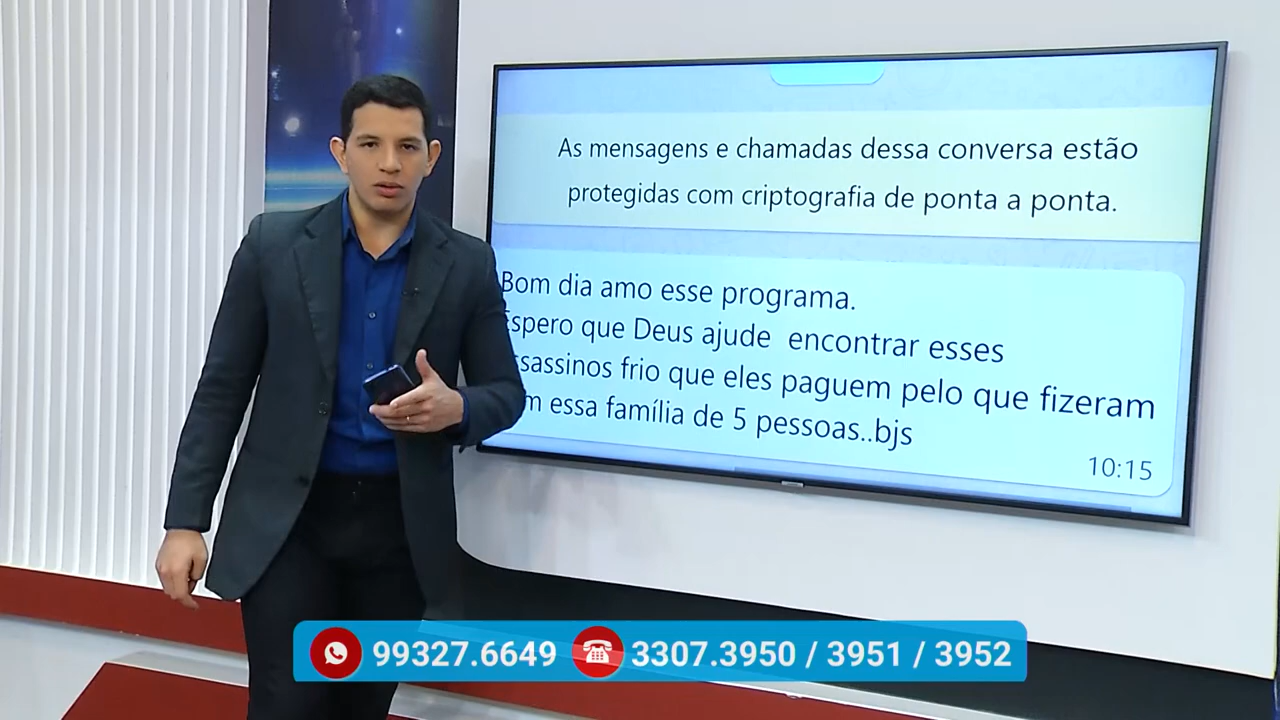 As mensagens e chamadas dessa conversa estão
protegidas com criptografia de ponta a ponta.
Bom dia amo esse programa.
Espero que Deus ajude encontrar esses
ssassinos frio que eles paguem pelo que fizeram
m essa família de 5 pessoas..bjs
10:15
99327.6649 3307.3950 / 3951 / 3952